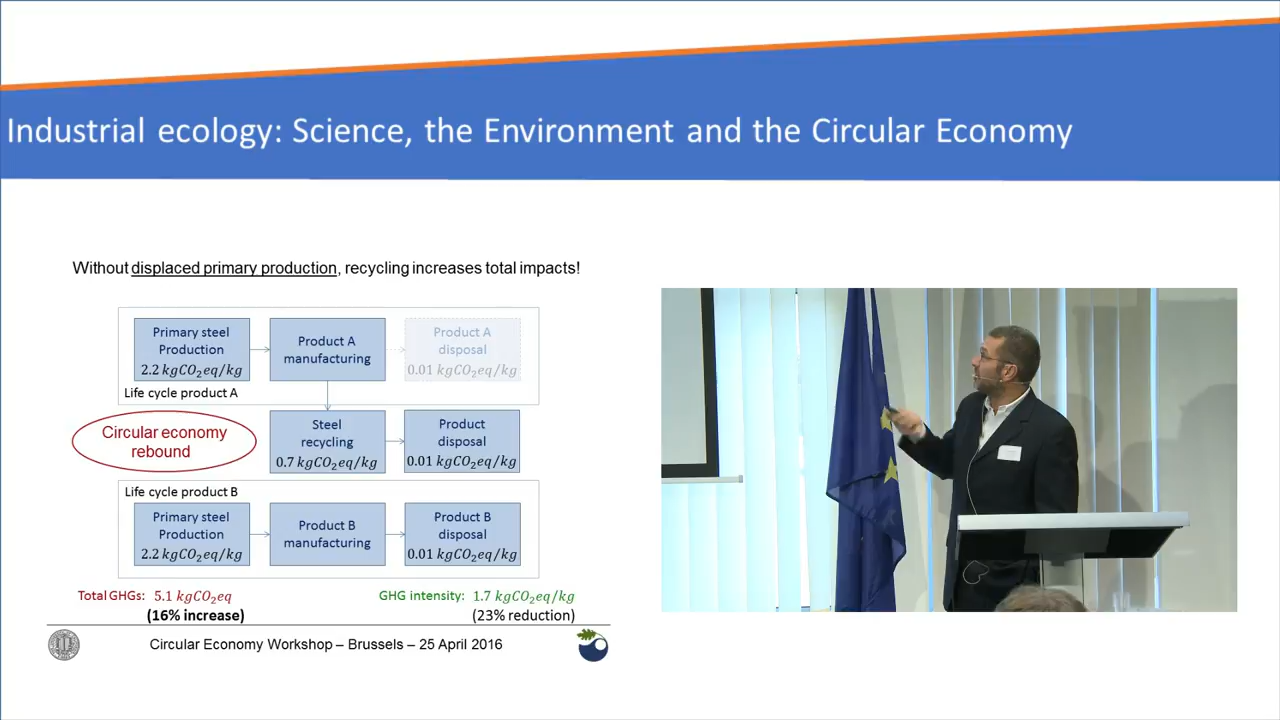 Industrial ecology: Science, the Environment and the Circular Economy
Without displaced primary production, recycling increases total impacts!
Primary steel
Production
2.2 kgCO₂eq/kg
Product A
manufacturing
Product A
disposal
0.01 kgCO₂eq/kg
Life cycle product A
Circular economy
rebound
Steel
recycling
0.7 kgCO₂eq/kg
Product
disposal
0.01 kgCO₂eq/kg
Life cycle product B
Primary steel
Production
2.2 kgCO₂eq/kg
Product B
manufacturing
Product B
disposal
0.01 kgCO₂eq/kg
Total GHGs: 5.1 kgCO₂eq
(16% increase)
GHG intensity: 1.7 kgCO₂eq/kg
(23% reduction)
Circular Economy Workshop – Brussels – 25 April 2016